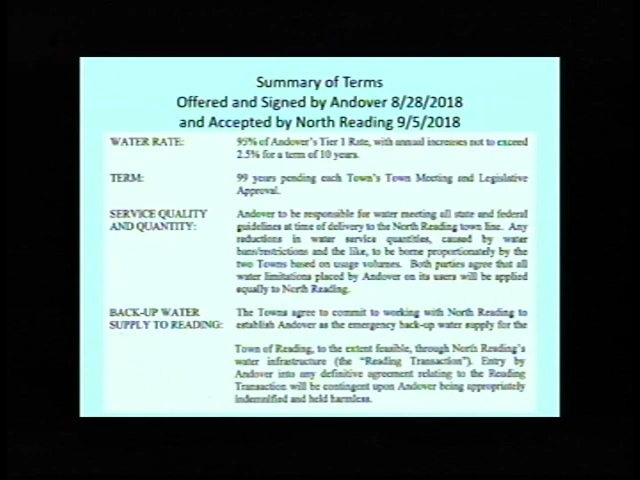 Summary of Terms
Offered and Signed by Andover 8/28/2018
and Accepted by North Reading 9/5/2018
WATER RATE: 95% of Andover's Tier 1 Rate, with annual increases not to exceed
2.5% for a term of 10 years.
TERM: 99 years pending each Town's Town Meeting and Legislative
Approval.
SERVICE QUALITY Andover to be responsible for water meeting all state and federal
AND QUANTITY: guidelines at time of delivery to the North Reading town line. Any
reductions in water service quantities, caused by water
bans/restrictions and the like, to be borne proportionately by the
two Towns based on usage volumes. Both parties agree that all
water limitations placed by Andover on its users will be applied
equally to North Reading.
BACK-UP WATER The Towns agree to commit to working with North Reading to
SUPPLY TO READING: establish Andover as the emergency back-up water supply for the
Town of Reading, to the extent feasible, through North Reading's
water infrastructure (the "Reading Transaction"). Entry by
Andover into any definitive agreement relating to the Reading
Transaction will be contingent upon Andover being appropriately
indemnified and held harmless.